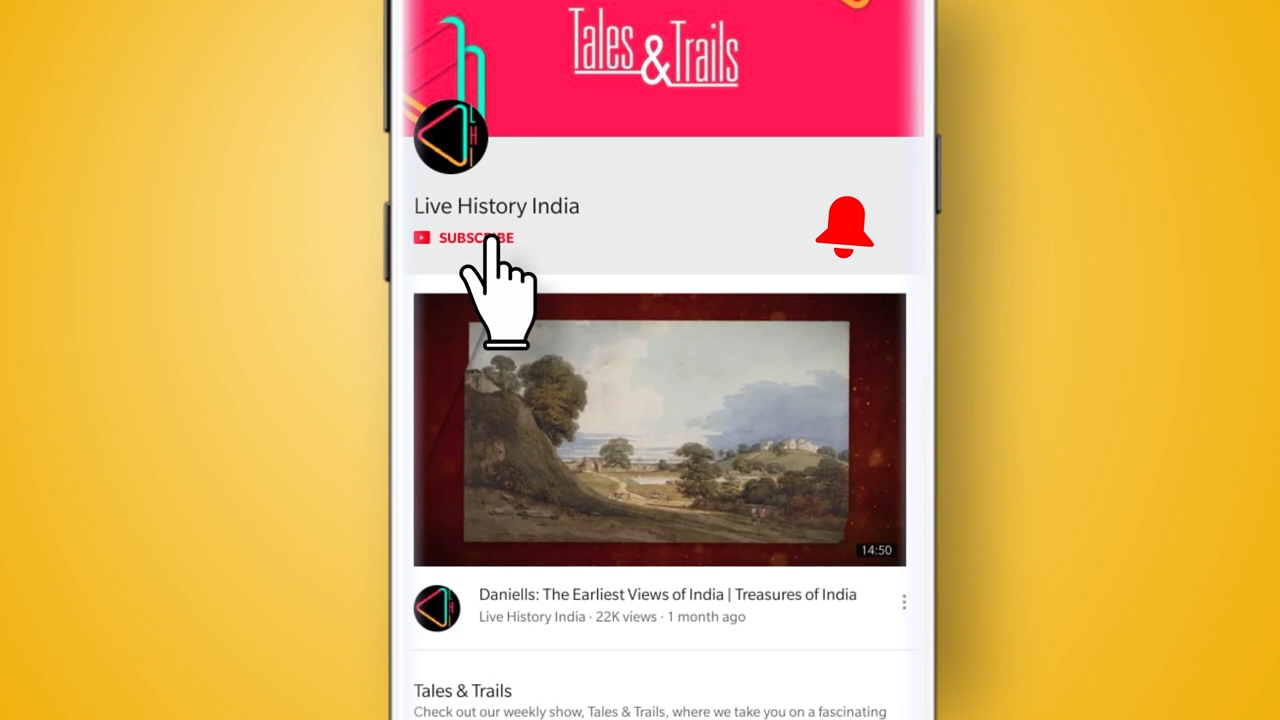 Tales & Trails
LHI
Live History India
SUBSCRIBE
14:50
Daniells: The Earliest Views of India | Treasures of India
LHI
Live History India · 22K views · 1 month ago
Tales & Trails
Check out our weekly show, Tales & Trails, where we take you on a fascinating